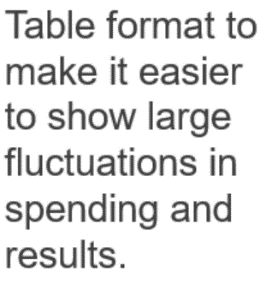 Table format to
make it easier
to show large
fluctuations in
spending and
results.